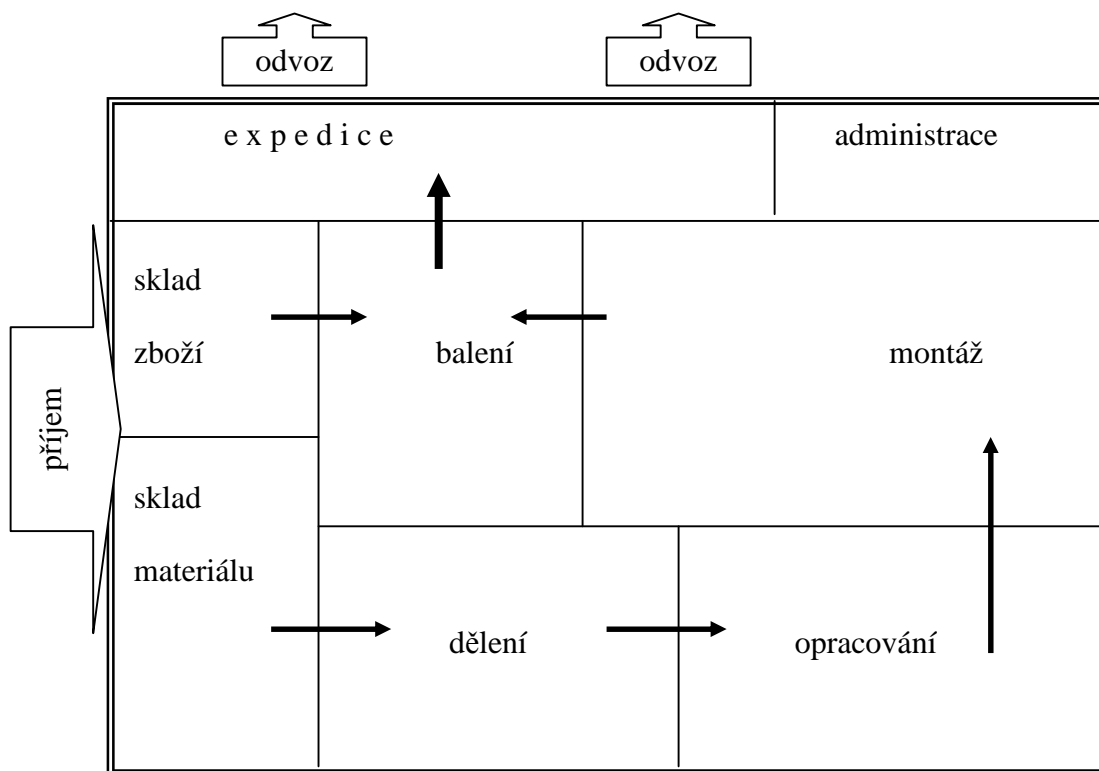 odvoz
odvoz
e x p e d i c e
administrace
sklad
zboží
balení
montáž
příjem
sklad
materiálu
dělení
opracování